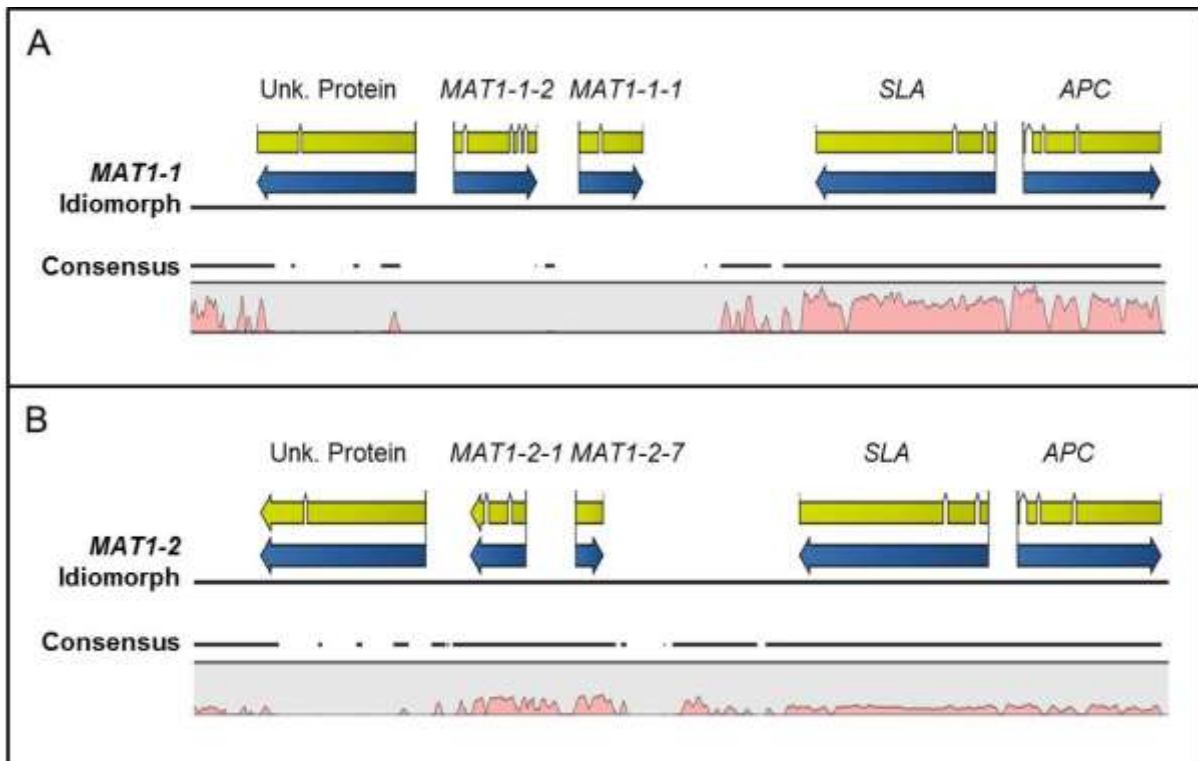 A
Unk. Protein MAT1-1-2 MAT1-1-1 SLA APC
MAT1-1
Idiomorph
Consensus
B
Unk. Protein MAT1-2-1 MAT1-2-7 SLA APC
MAT1-2
Idiomorph
Consensus